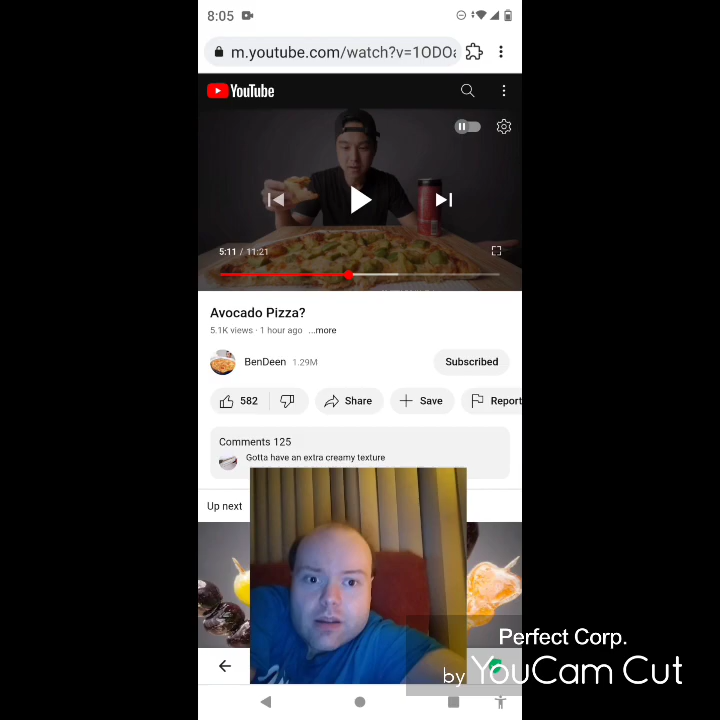 8:05
m.youtube.com/watch?v=1ODO
YouTube
5:11 / 11:21
Avocado Pizza?
5.1K views · 1 hour ago ...more
BenDeen 1.29M
Subscribed
582
Share
Save
Report
Comments 125
Gotta have an extra creamy texture
Up next
Perfect Corp.
by YouCam Cut